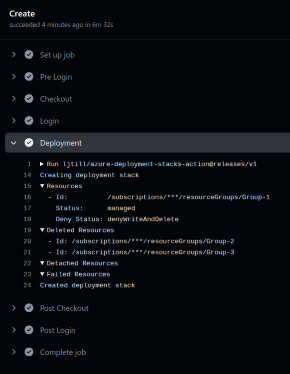 Create
succeeded 4 minutes ago in 6m 32s
Set up job
Pre Login
Checkout
Login
Deployment
1 ▶ Run ljtill/azure-deployment-stacks-action@releases/v1
14 Creating deployment stack
15 ▼ Resources
16 - Id: /subscriptions/***/resourceGroups/Group-1
17 Status: managed
18 Deny Status: denyWriteAndDelete
19 ▼ Deleted Resources
20 - Id: /subscriptions/***/resourceGroups/Group-2
21 - Id: /subscriptions/***/resourceGroups/Group-3
22 ▼ Detached Resources
23 ▼ Failed Resources
24 Created deployment stack
Post Checkout
Post Login
Complete job